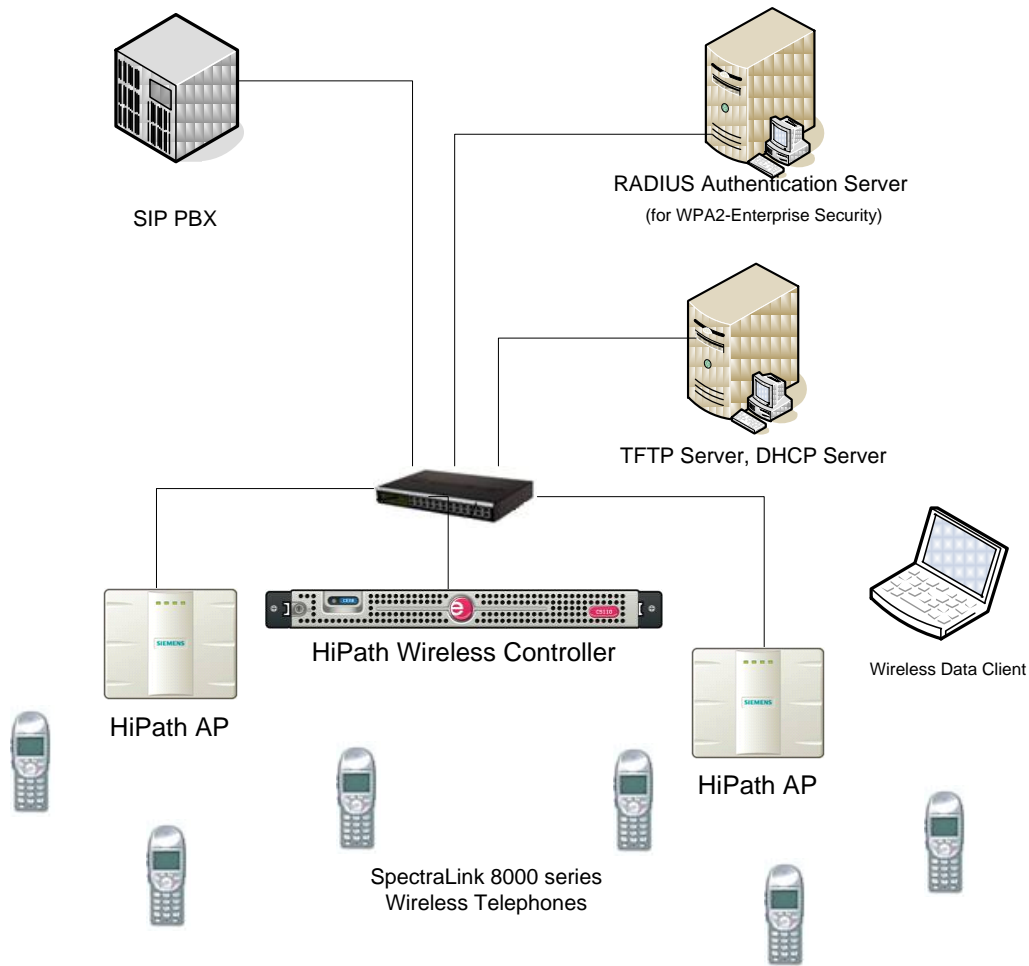 SIP PBX
RADIUS Authentication Server
(for WPA2-Enterprise Security)
TFTP Server, DHCP Server
SIEMENS
HiPath AP
e
C5110
HiPath Wireless Controller
SIEMENS
HiPath AP
Wireless Data Client
SpectraLink 8000 series
Wireless Telephones